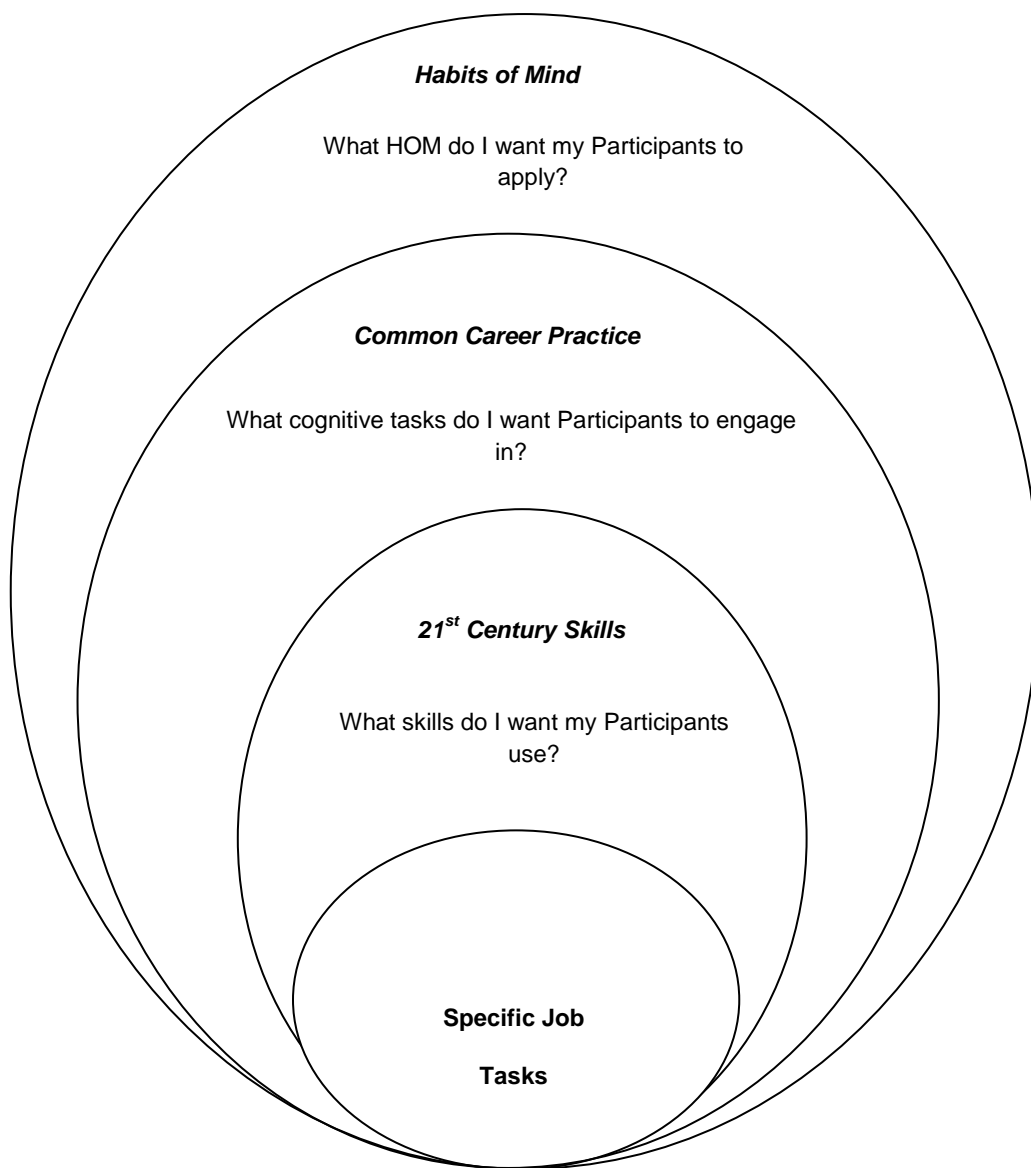 Habits of Mind
What HOM do I want my Participants to
apply?
Common Career Practice
What cognitive tasks do I want Participants to engage
in?
21st Century Skills
What skills do I want my Participants
use?
Specific Job
Tasks